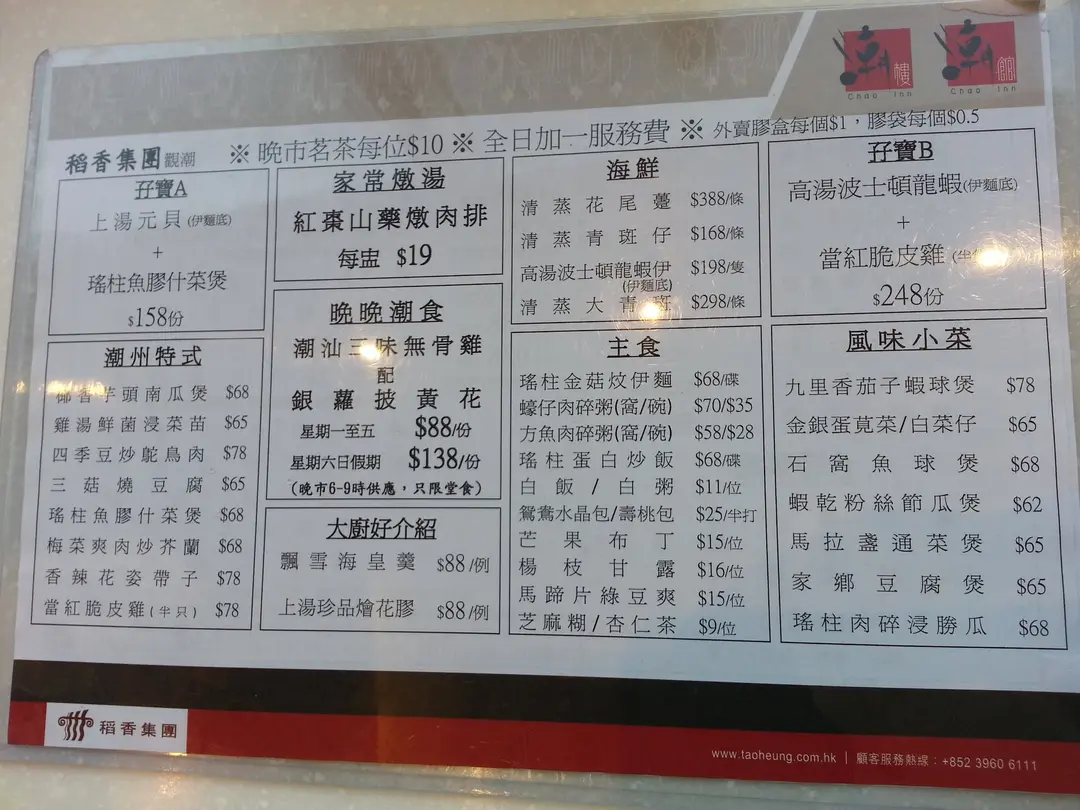 潮樓
Chao Inn
潮館
Chao Inn
稻香集團觀潮
※ 晚市茗茶每位$10 ※ 全日加一服務費 ※ 外賣膠盒每個$1，膠袋每個$0.5
孖寶A
上湯元貝(伊麵底)
+
瑤柱魚膠什菜煲
$158份
潮州特式
芋頭南瓜煲 $68
雞湯鮮菌浸菜苗 $65
四季豆炒鴕鳥肉 $78
三菇燒豆腐 $65
瑤柱魚膠什菜煲 $68
梅菜爽肉炒芥蘭 $68
香辣花姿帶子 $78
當紅脆皮雞(半只) $78
家常燉湯
紅棗山藥燉肉排
每盅 $19
晚晚潮食
潮汕三味無骨雞
配
銀蘿披黃花
星期一至五 $88/份
星期六日假期 $138/份
(晚市6-9時供應，只限堂食)
大廚好介紹
飄雪海皇羹 $88/例
上湯珍品燴花膠 $88/例
海鮮
清蒸花尾躉 $388/條
清蒸青斑仔 $168/條
高湯波士頓龍蝦伊 $198/隻
(伊麵底)
清蒸大青斑 $298/條
主食
瑤柱金菇炆伊麵 $68/碟
蠔仔肉碎粥(窩/碗) $70/$35
方魚肉碎粥(窩/碗) $58/$28
瑤柱蛋白炒飯 $68/碟
白飯/白粥 $11/位
鴛鴦水晶包/壽桃包 $25/半打
芒果布丁 $15/位
楊枝甘露 $16/位
馬蹄片綠豆爽 $15/位
芝麻糊/杏仁茶 $9/位
孖寶B
高湯波士頓龍蝦(伊麵底)
+
當紅脆皮雞
$248份
風味小菜
九里香茄子蝦球煲 $78
金銀蛋莧菜/白菜仔 $65
石窩魚球煲 $68
蝦乾粉絲節瓜煲 $62
馬拉盞通菜煲 $65
家鄉豆腐煲 $65
瑤柱肉碎浸勝瓜 $68
稻香集團
www.taoheung.com.hk | 顧客服務熱線：+852 3960 6111